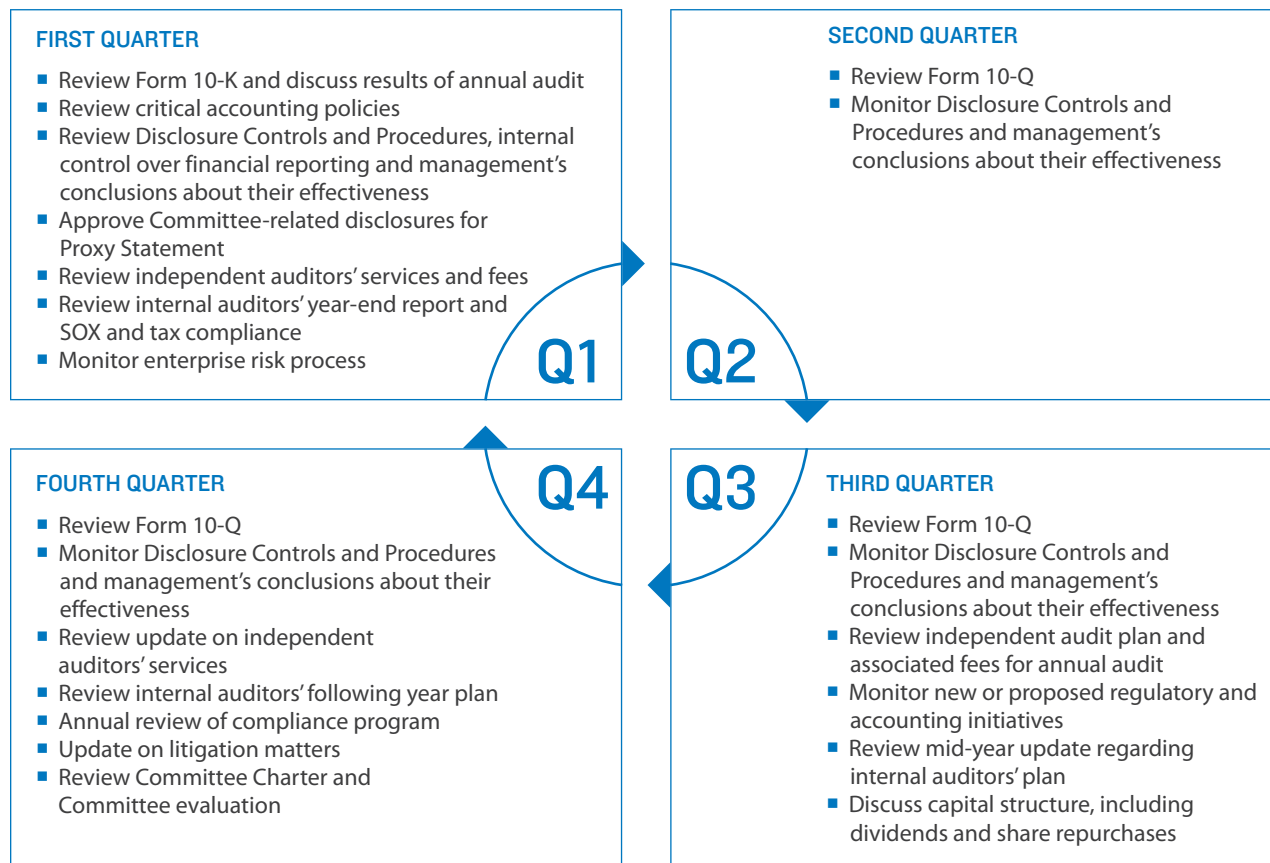 FIRST QUARTER
■ Review Form 10-K and discuss results of annual audit
■ Review critical accounting policies
■ Review Disclosure Controls and Procedures, internal
control over financial reporting and management’s
conclusions about their effectiveness
■ Approve Committee-related disclosures for
Proxy Statement
■ Review independent auditors’ services and fees
■ Review internal auditors’ year-end report and
SOX and tax compliance
■ Monitor enterprise risk process
Q1
SECOND QUARTER
■ Review Form 10-Q
■ Monitor Disclosure Controls and
Procedures and management’s
conclusions about their effectiveness
Q2
THIRD QUARTER
■ Review Form 10-Q
■ Monitor Disclosure Controls and
Procedures and management’s
conclusions about their effectiveness
■ Review independent audit plan and
associated fees for annual audit
■ Monitor new or proposed regulatory and
accounting initiatives
■ Review mid-year update regarding
internal auditors’ plan
■ Discuss capital structure, including
dividends and share repurchases
Q3
FOURTH QUARTER
■ Review Form 10-Q
■ Monitor Disclosure Controls and Procedures
and management’s conclusions about their
effectiveness
■ Review update on independent
auditors’ services
■ Review internal auditors’ following year plan
■ Annual review of compliance program
■ Update on litigation matters
■ Review Committee Charter and
Committee evaluation
Q4